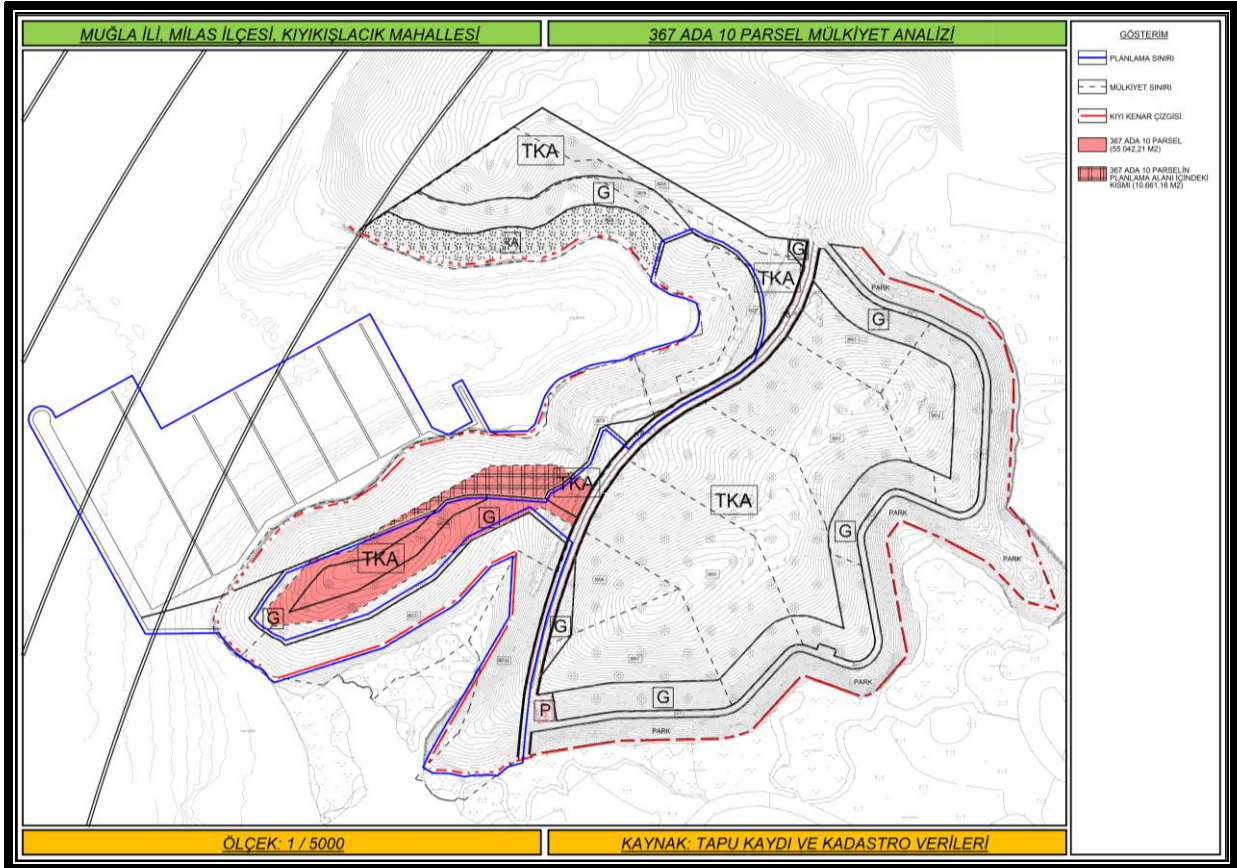 MUĞLA İLİ, MİLAS İLÇESİ, KIYIKIŞLACIK MAHALLESİ
367 ADA 10 PARSEL MÜLKİYET ANALİZİ
GÖSTERİM
PLANLAMA SINIRI
MÜLKİYET SINIRI
KIYI KENAR ÇİZGİSİ
367 ADA 10 PARSEL
(55.042,21 M2)
367 ADA 10 PARSELİN
PLANLAMA ALANI İÇİNDEKİ
KISMI (10.661,16 M2)
TKA
G
G
TKA
PARK
G
TKA
TKA
G
TKA
G
PARK
PARK
G
G
PARK
G
P
PARK
ÖLÇEK: 1 / 5000
KAYNAK: TAPU KAYDI VE KADASTRO VERİLERİ